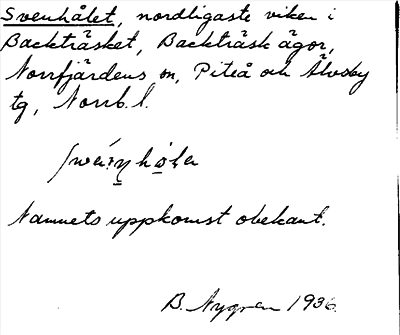 Svenhålet, nordligaste viken i
Backträsket, Backträsk ägor,
Norrfjärdens sn, Piteå och Älvsby
tg, Norrb. l.
Namnets uppkomst obekant.
B. Nygren 1936